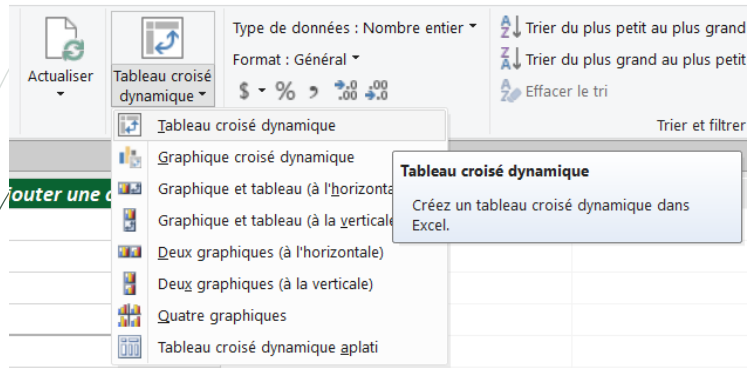 Actualiser
Tableau croisé
dynamique
Type de données : Nombre entier
Format : Général
$ % ,
.00 .00
Trier du plus petit au plus grand
Trier du plus grand au plus petit
Effacer le tri
Trier et filtrer
Tableau croisé dynamique
Graphique croisé dynamique
Graphique et tableau (à l'horizonta
Graphique et tableau (à la verticale
Deux graphiques (à l'horizontale)
Deux graphiques (à la verticale)
Quatre graphiques
Tableau croisé dynamique aplati
Tableau croisé dynamique
Créez un tableau croisé dynamique dans
Excel.
jouter une